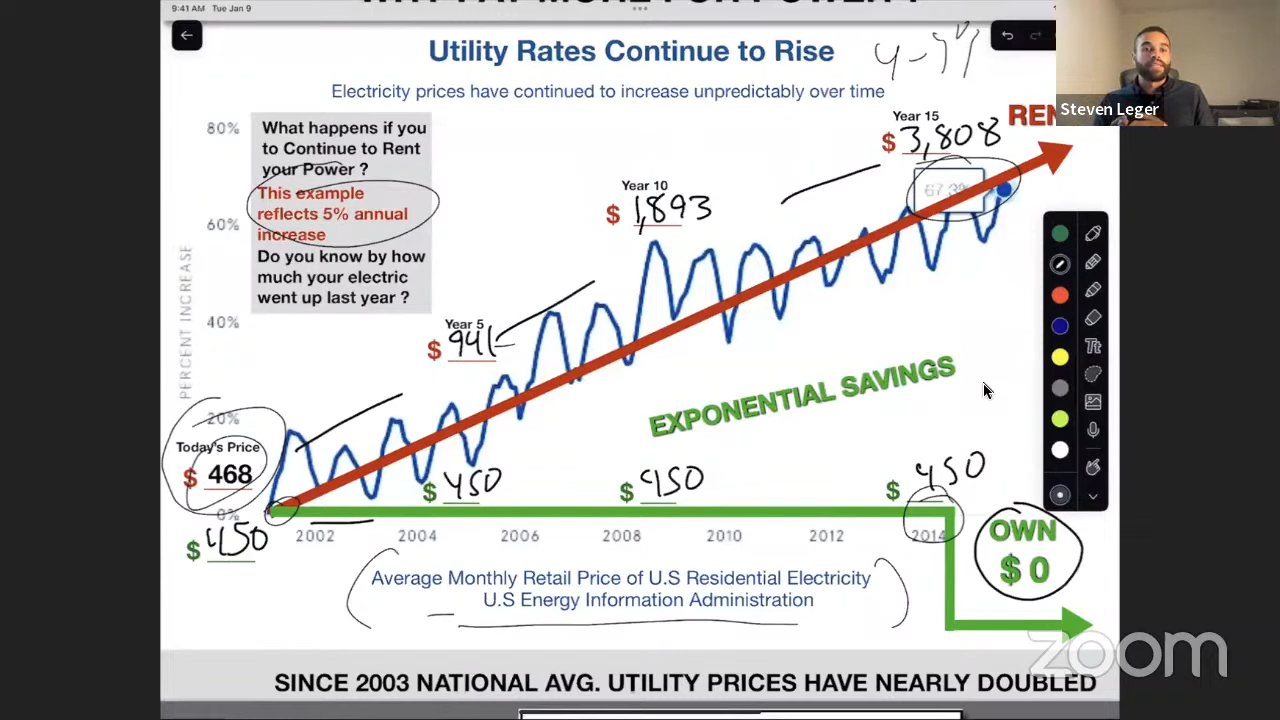 9:41 AM Tue Jan 9
Utility Rates Continue to Rise
Electricity prices have continued to increase unpredictably over time
Steven Leger
80%
What happens if you
to Continue to Rent
your Power ?
This example
reflects 5% annual
increase
Do you know by how
much your electric
went up last year ?
Year 15
$ 3,808
67.3%
Year 10
$ 1,893
60%
PERCENT INCREASE
40%
Year 5
$ 941
EXPONENTIAL SAVINGS
20%
Today's Price
$ 468
0%
$ 450
$ 450
$ 450
$ 450
2002 2004 2006 2008 2010 2012 2014
OWN
$ 0
Average Monthly Retail Price of U.S Residential Electricity
U.S Energy Information Administration
Tt
zoom
SINCE 2003 NATIONAL AVG. UTILITY PRICES HAVE NEARLY DOUBLED